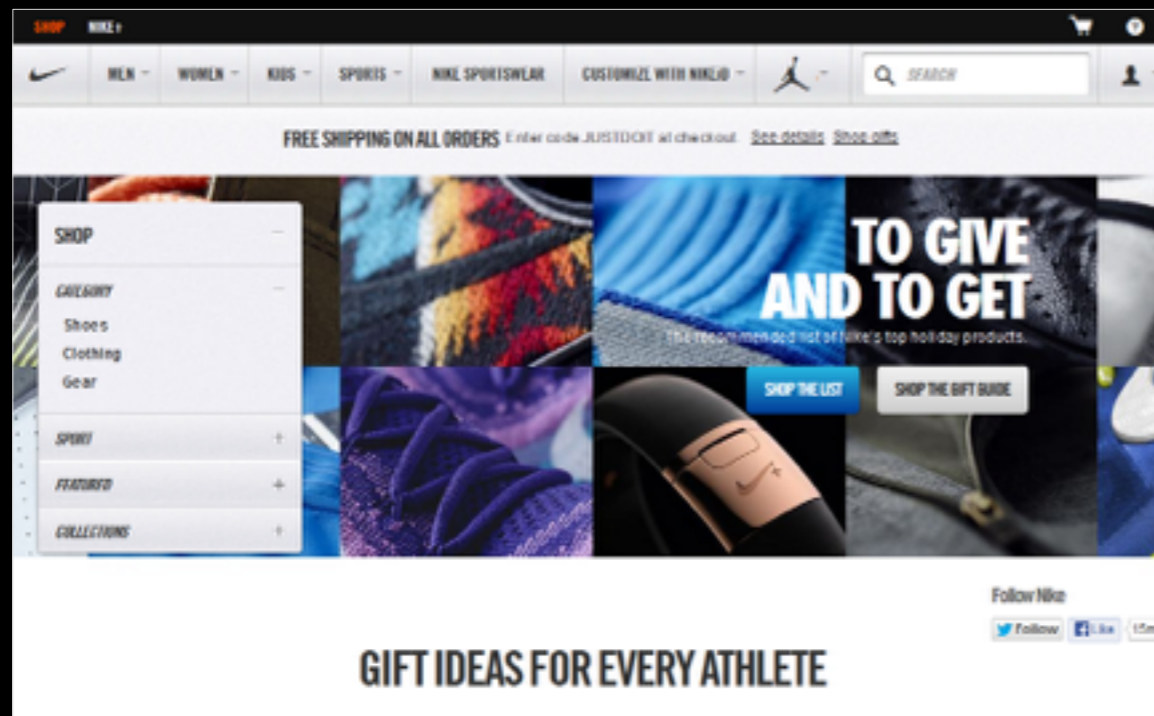 SHOP NIKE+
MEN WOMEN KIDS SPORTS NIKE SPORTSWEAR CUSTOMIZE WITH NIKEiD SEARCH
FREE SHIPPING ON ALL ORDERS Enter code JUSTDOIT at checkout. See details Shop gifts
SHOP
CATEGORY
Shoes
Clothing
Gear
SPORT
FEATURED
COLLECTIONS
TO GIVE
AND TO GET
The recommended list of Nike's top holiday products.
SHOP THE LIST SHOP THE GIFT GUIDE
Follow Nike
Follow Like 15m
GIFT IDEAS FOR EVERY ATHLETE